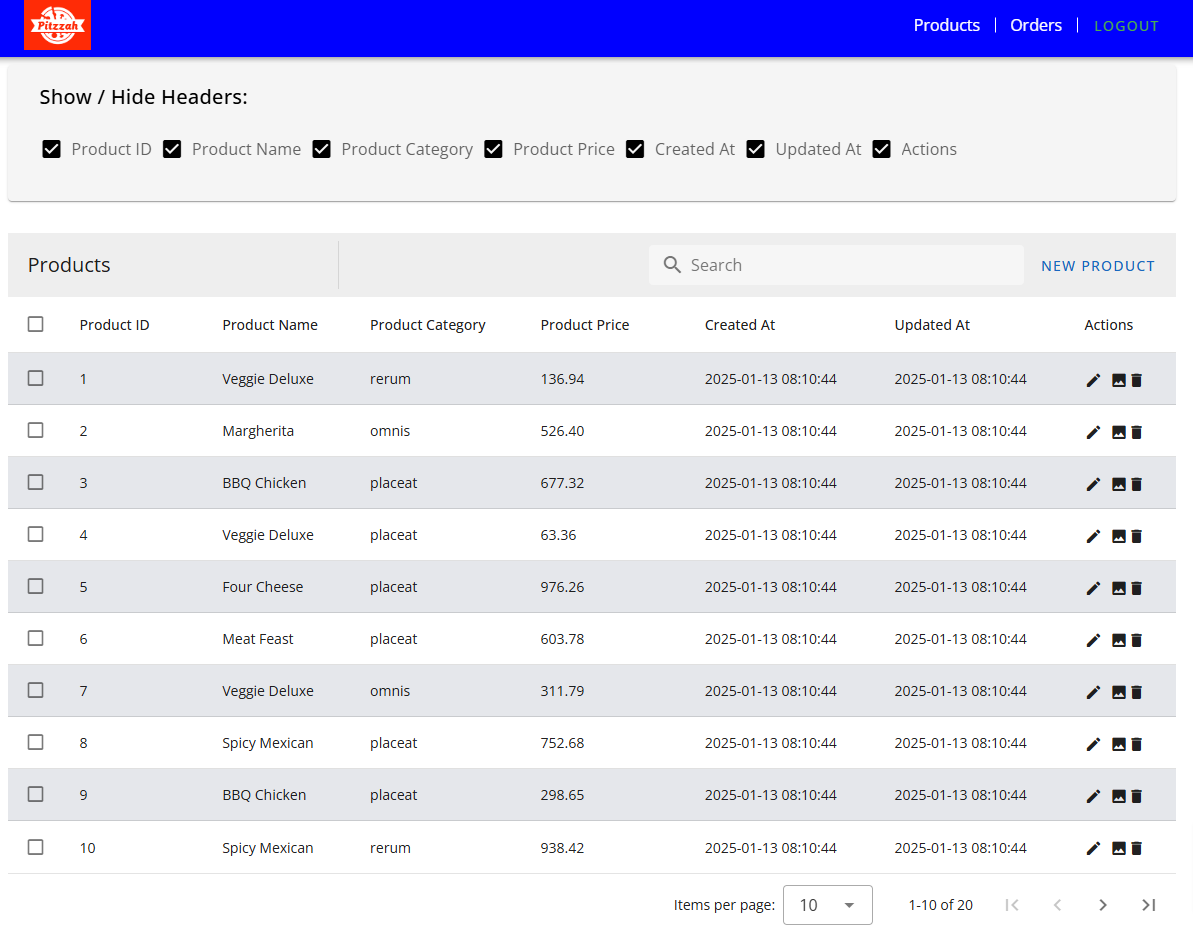 Pitzzah
Products Orders LOGOUT
Show / Hide Headers:
Product ID Product Name Product Category Product Price Created At Updated At Actions
Products Search NEW PRODUCT
Product ID Product Name Product Category Product Price Created At Updated At Actions
1 Veggie Deluxe rerum 136.94 2025-01-13 08:10:44 2025-01-13 08:10:44
2 Margherita omnis 526.40 2025-01-13 08:10:44 2025-01-13 08:10:44
3 BBQ Chicken placeat 677.32 2025-01-13 08:10:44 2025-01-13 08:10:44
4 Veggie Deluxe placeat 63.36 2025-01-13 08:10:44 2025-01-13 08:10:44
5 Four Cheese placeat 976.26 2025-01-13 08:10:44 2025-01-13 08:10:44
6 Meat Feast placeat 603.78 2025-01-13 08:10:44 2025-01-13 08:10:44
7 Veggie Deluxe omnis 311.79 2025-01-13 08:10:44 2025-01-13 08:10:44
8 Spicy Mexican placeat 752.68 2025-01-13 08:10:44 2025-01-13 08:10:44
9 BBQ Chicken placeat 298.65 2025-01-13 08:10:44 2025-01-13 08:10:44
10 Spicy Mexican rerum 938.42 2025-01-13 08:10:44 2025-01-13 08:10:44
Items per page: 10 1-10 of 20